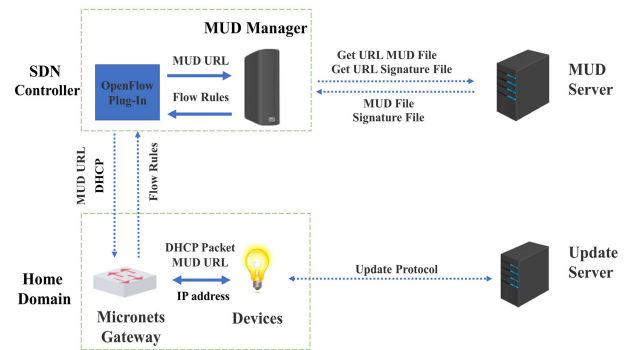 MUD Manager
SDN
Controller
OpenFlow
Plug-In
MUD URL
Flow Rules
Get URL MUD File
Get URL Signature File
MUD File
Signature File
MUD
Server
MUD URL
DHCP
Flow Rules
Home
Domain
DHCP Packet
MUD URL
IP address
Micronets
Gateway
Devices
Update Protocol
Update
Server